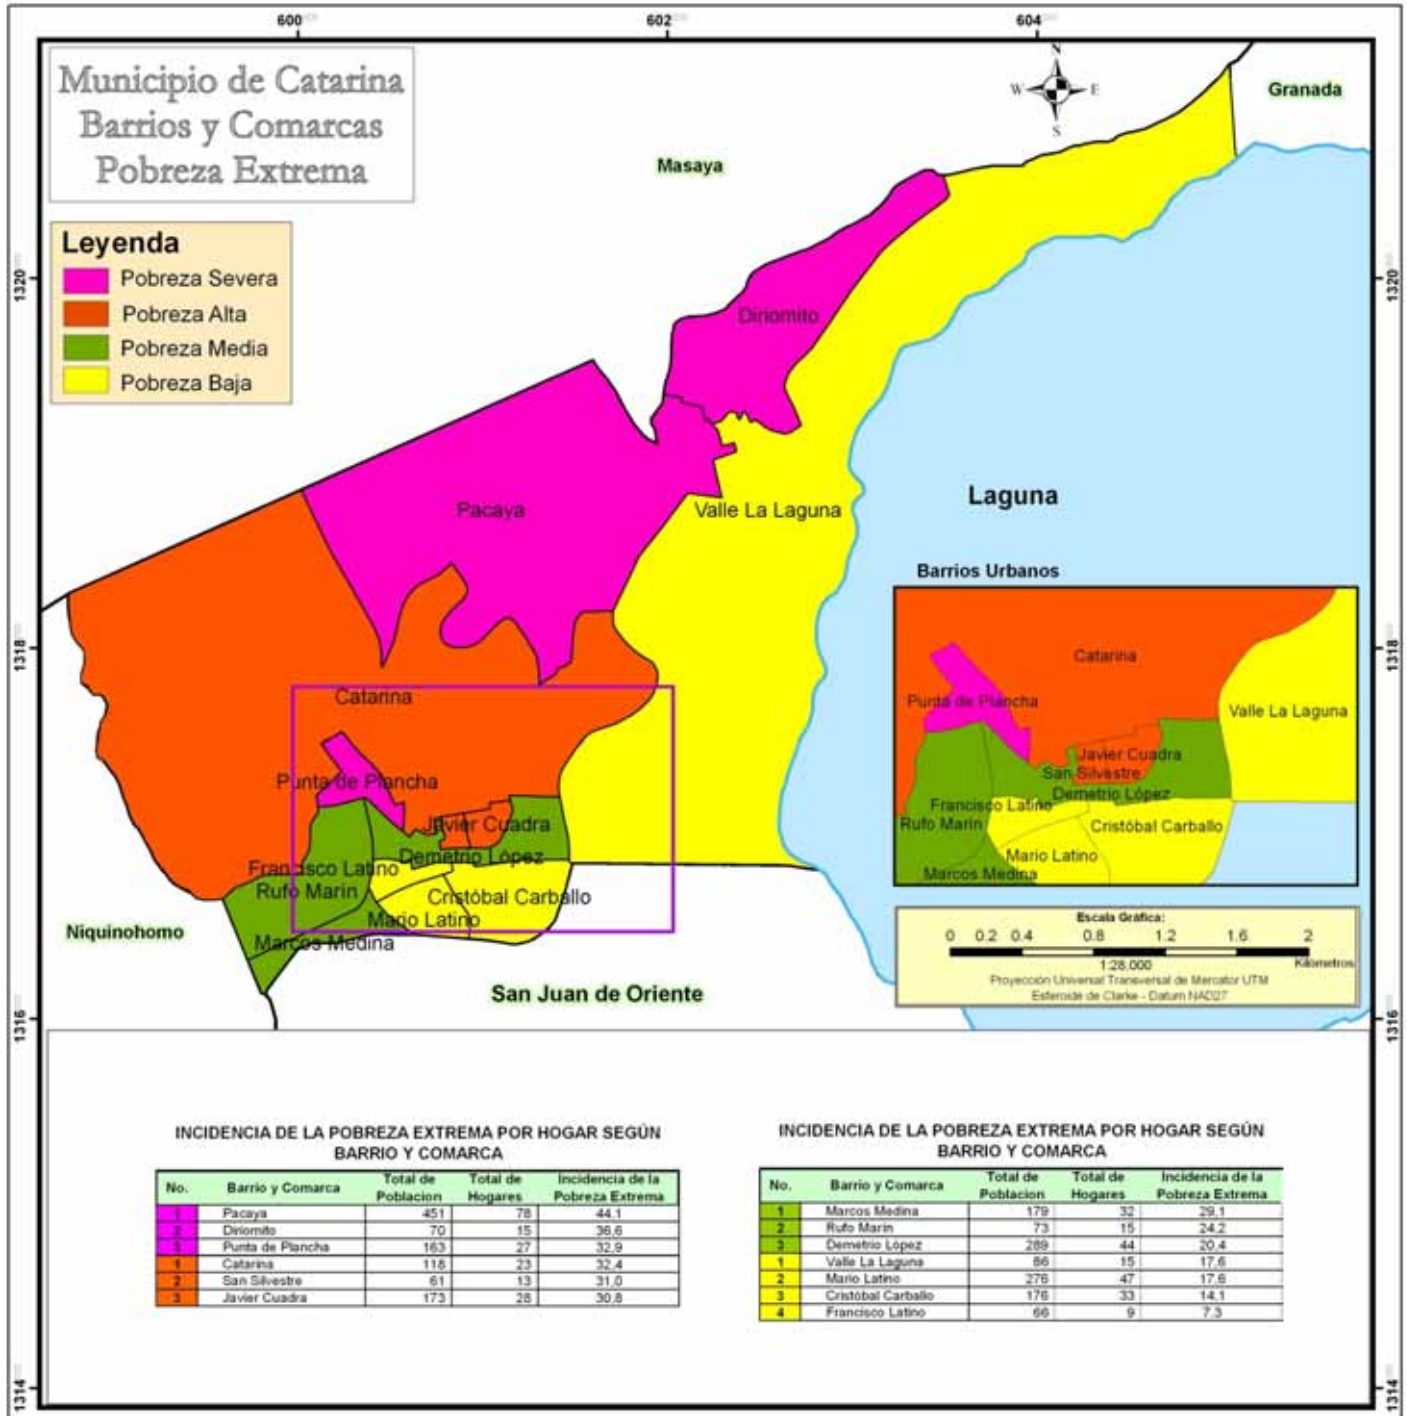 600
602
604
Municipio de Catarina
Barrios y Comarcas
Pobreza Extrema
N
W E
S
Granada
Masaya
Leyenda
Pobreza Severa
Pobreza Alta
Pobreza Media
Pobreza Baja
1320
1320
Diriomito
Pacaya
Valle La Laguna
Laguna
Barrios Urbanos
1318
1318
Catarina
Punta de Plancha
Javier Cuadra
Demetrio López
Francisco Latino
Rufo Marin
Cristóbal Carballo
Mario Latino
Marcos Medina
Catarina
Punta de Plancha
Valle La Laguna
Javier Cuadra
San Silvestre
Demetrio López
Francisco Latino
Rufo Marin
Cristóbal Carballo
Mario Latino
Marcos Medina
Niquinohomo
San Juan de Oriente
Escala Gráfica:
0 0.2 0.4 0.8 1.2 1.6 2
Kilómetros
1:28.000
Proyección Universal Transversal de Mercator UTM
Esferoide de Clarke - Datum NAD27
1316
1316
INCIDENCIA DE LA POBREZA EXTREMA POR HOGAR SEGÚN
BARRIO Y COMARCA
No. Barrio y Comarca Total de Poblacion Total de Hogares Incidencia de la Pobreza Extrema
1 Pacaya 451 78 44,1
2 Diriomito 70 15 36,6
3 Punta de Plancha 163 27 32,9
1 Catarina 118 23 32,4
2 San Silvestre 61 13 31,0
3 Javier Cuadra 173 28 30,8
INCIDENCIA DE LA POBREZA EXTREMA POR HOGAR SEGÚN
BARRIO Y COMARCA
No. Barrio y Comarca Total de Poblacion Total de Hogares Incidencia de la Pobreza Extrema
1 Marcos Medina 179 32 29,1
2 Rufo Marin 73 15 24,2
3 Demetrio López 289 44 20,4
1 Valle La Laguna 86 15 17,6
2 Mario Latino 276 47 17,6
3 Cristóbal Carballo 176 33 14,1
4 Francisco Latino 66 9 7,3
1314
1314